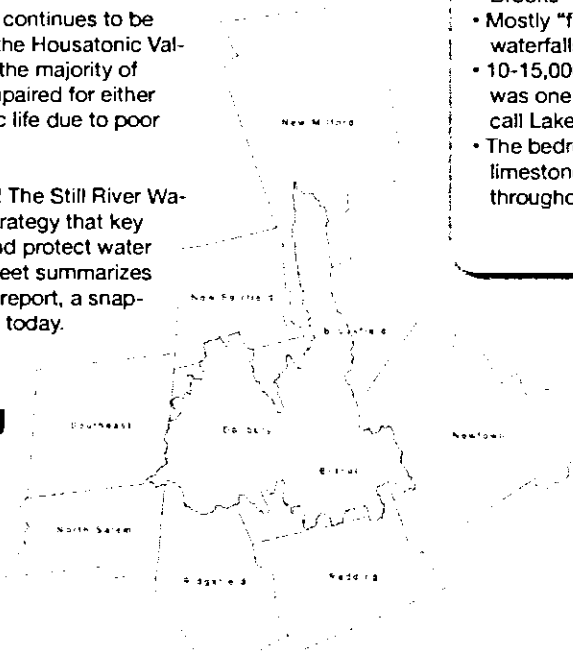 continues to be
the Housatonic Val-
the majority of
paired for either
c life due to poor
! The Still River Wa-
rategy that key
nd protect water
eet summarizes
report, a snap-
today.
• Mostly "f
waterfall
• 10-15,00
was one
call Lake
• The bedr
limeston
througho
New Milford
New Fairfield
Brookfield
Southeast
Danbury
Bethel
Newtown
North Salem
Ridgefield
Redding